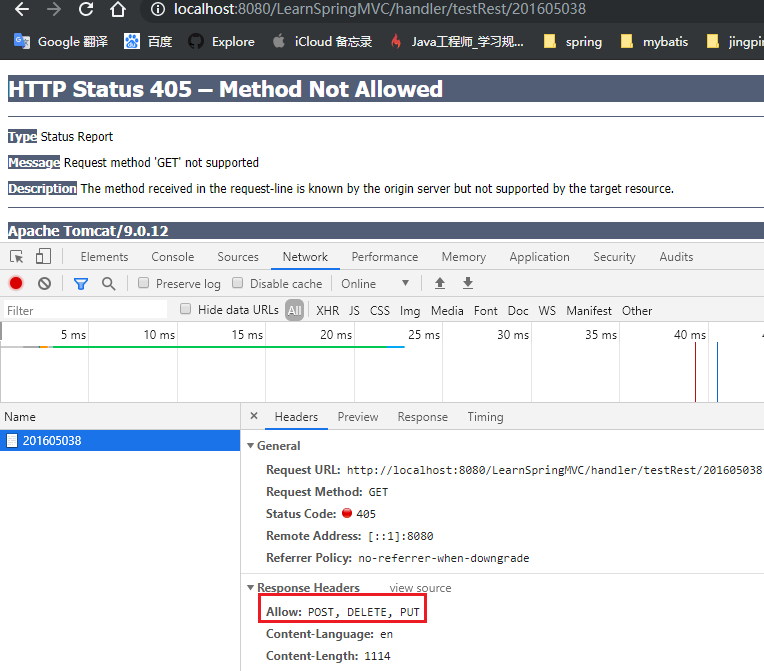 localhost:8080/LearnSpringMVC/handler/testRest/201605038
Google 翻译 百度 Explore iCloud 备忘录 Java工程师_学习规... spring mybatis jingpin
HTTP Status 405 – Method Not Allowed
Type Status Report
Message Request method 'GET' not supported
Description The method received in the request-line is known by the origin server but not supported by the target resource.
Apache Tomcat/9.0.12
Elements Console Sources Network Performance Memory Application Security Audits
Preserve log Disable cache Online
Filter Hide data URLs All XHR JS CSS Img Media Font Doc WS Manifest Other
5 ms 10 ms 15 ms 20 ms 25 ms 30 ms 35 ms 40 ms
Name × Headers Preview Response Timing
201605038
General
Request URL: http://localhost:8080/LearnSpringMVC/handler/testRest/201605038
Request Method: GET
Status Code: 405
Remote Address: [::1]:8080
Referrer Policy: no-referrer-when-downgrade
Response Headers view source
Allow: POST, DELETE, PUT
Content-Language: en
Content-Length: 1114